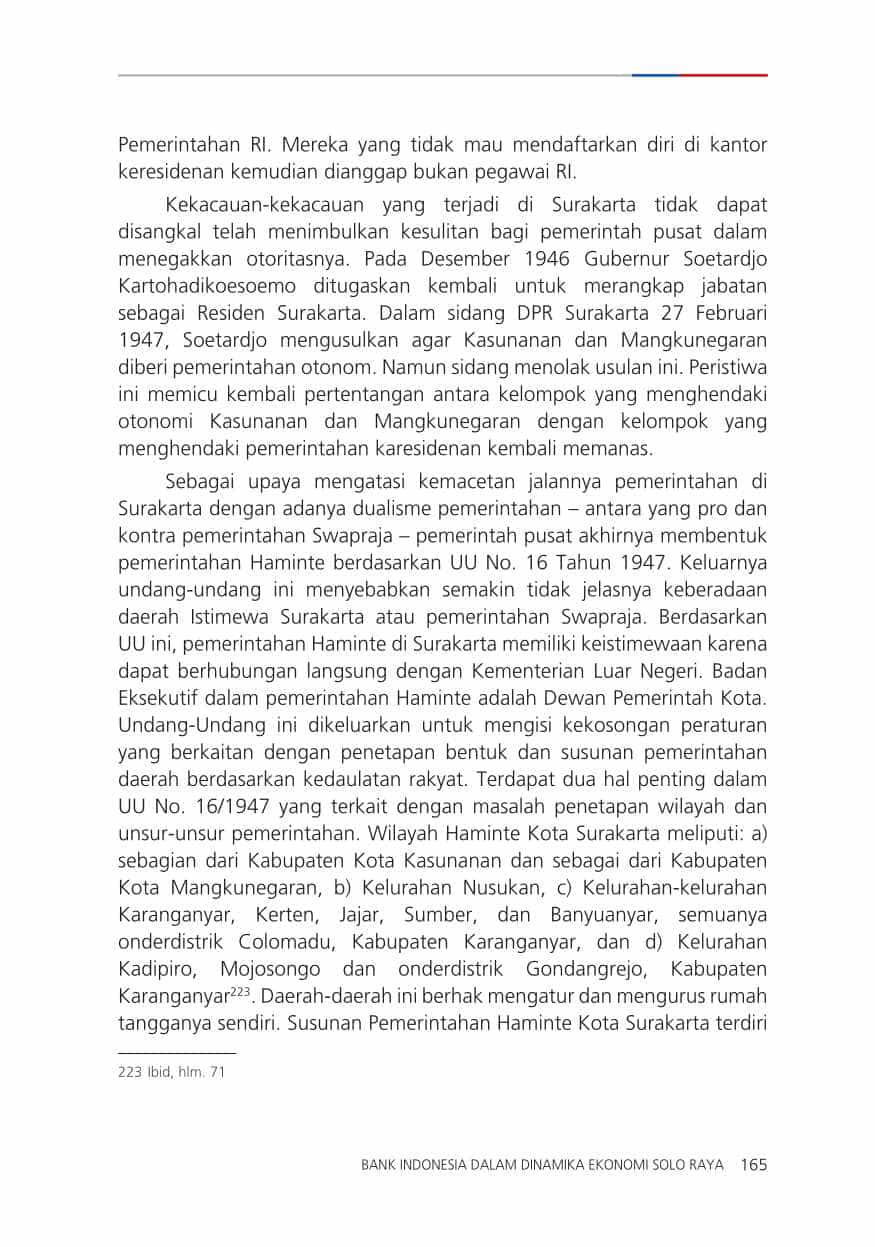 Pemerintahan RI. Mereka yang tidak mau mendaftarkan diri di kantor
keresidenan kemudian dianggap bukan pegawai RI.
Kekacauan-kekacauan yang terjadi di Surakarta tidak dapat
disangkal telah menimbulkan kesulitan bagi pemerintah pusat dalam
menegakkan otoritasnya. Pada Desember 1946 Gubernur Soetardjo
Kartohadikoesoemo ditugaskan kembali untuk merangkap jabatan
sebagai Residen Surakarta. Dalam sidang DPR Surakarta 27 Februari
1947, Soetardjo mengusulkan agar Kasunanan dan Mangkunegaran
diberi pemerintahan otonom. Namun sidang menolak usulan ini. Peristiwa
ini memicu kembali pertentangan antara kelompok yang menghendaki
otonomi Kasunanan dan Mangkunegaran dengan kelompok yang
menghendaki pemerintahan karesidenan kembali memanas.
Sebagai upaya mengatasi kemacetan jalannya pemerintahan di
Surakarta dengan adanya dualisme pemerintahan – antara yang pro dan
kontra pemerintahan Swapraja – pemerintah pusat akhirnya membentuk
pemerintahan Haminte berdasarkan UU No. 16 Tahun 1947. Keluarnya
undang-undang ini menyebabkan semakin tidak jelasnya keberadaan
daerah Istimewa Surakarta atau pemerintahan Swapraja. Berdasarkan
UU ini, pemerintahan Haminte di Surakarta memiliki keistimewaan karena
dapat berhubungan langsung dengan Kementerian Luar Negeri. Badan
Eksekutif dalam pemerintahan Haminte adalah Dewan Pemerintah Kota.
Undang-Undang ini dikeluarkan untuk mengisi kekosongan peraturan
yang berkaitan dengan penetapan bentuk dan susunan pemerintahan
daerah berdasarkan kedaulatan rakyat. Terdapat dua hal penting dalam
UU No. 16/1947 yang terkait dengan masalah penetapan wilayah dan
unsur-unsur pemerintahan. Wilayah Haminte Kota Surakarta meliputi: a)
sebagian dari Kabupaten Kota Kasunanan dan sebagai dari Kabupaten
Kota Mangkunegaran, b) Kelurahan Nusukan, c) Kelurahan-kelurahan
Karanganyar, Kerten, Jajar, Sumber, dan Banyuanyar, semuanya
onderdistrik Colomadu, Kabupaten Karanganyar, dan d) Kelurahan
Kadipiro, Mojosongo dan onderdistrik Gondangrejo, Kabupaten
Karanganyar223. Daerah-daerah ini berhak mengatur dan mengurus rumah
tangganya sendiri. Susunan Pemerintahan Haminte Kota Surakarta terdiri
223 Ibid, hlm. 71
BANK INDONESIA DALAM DINAMIKA EKONOMI SOLO RAYA 165